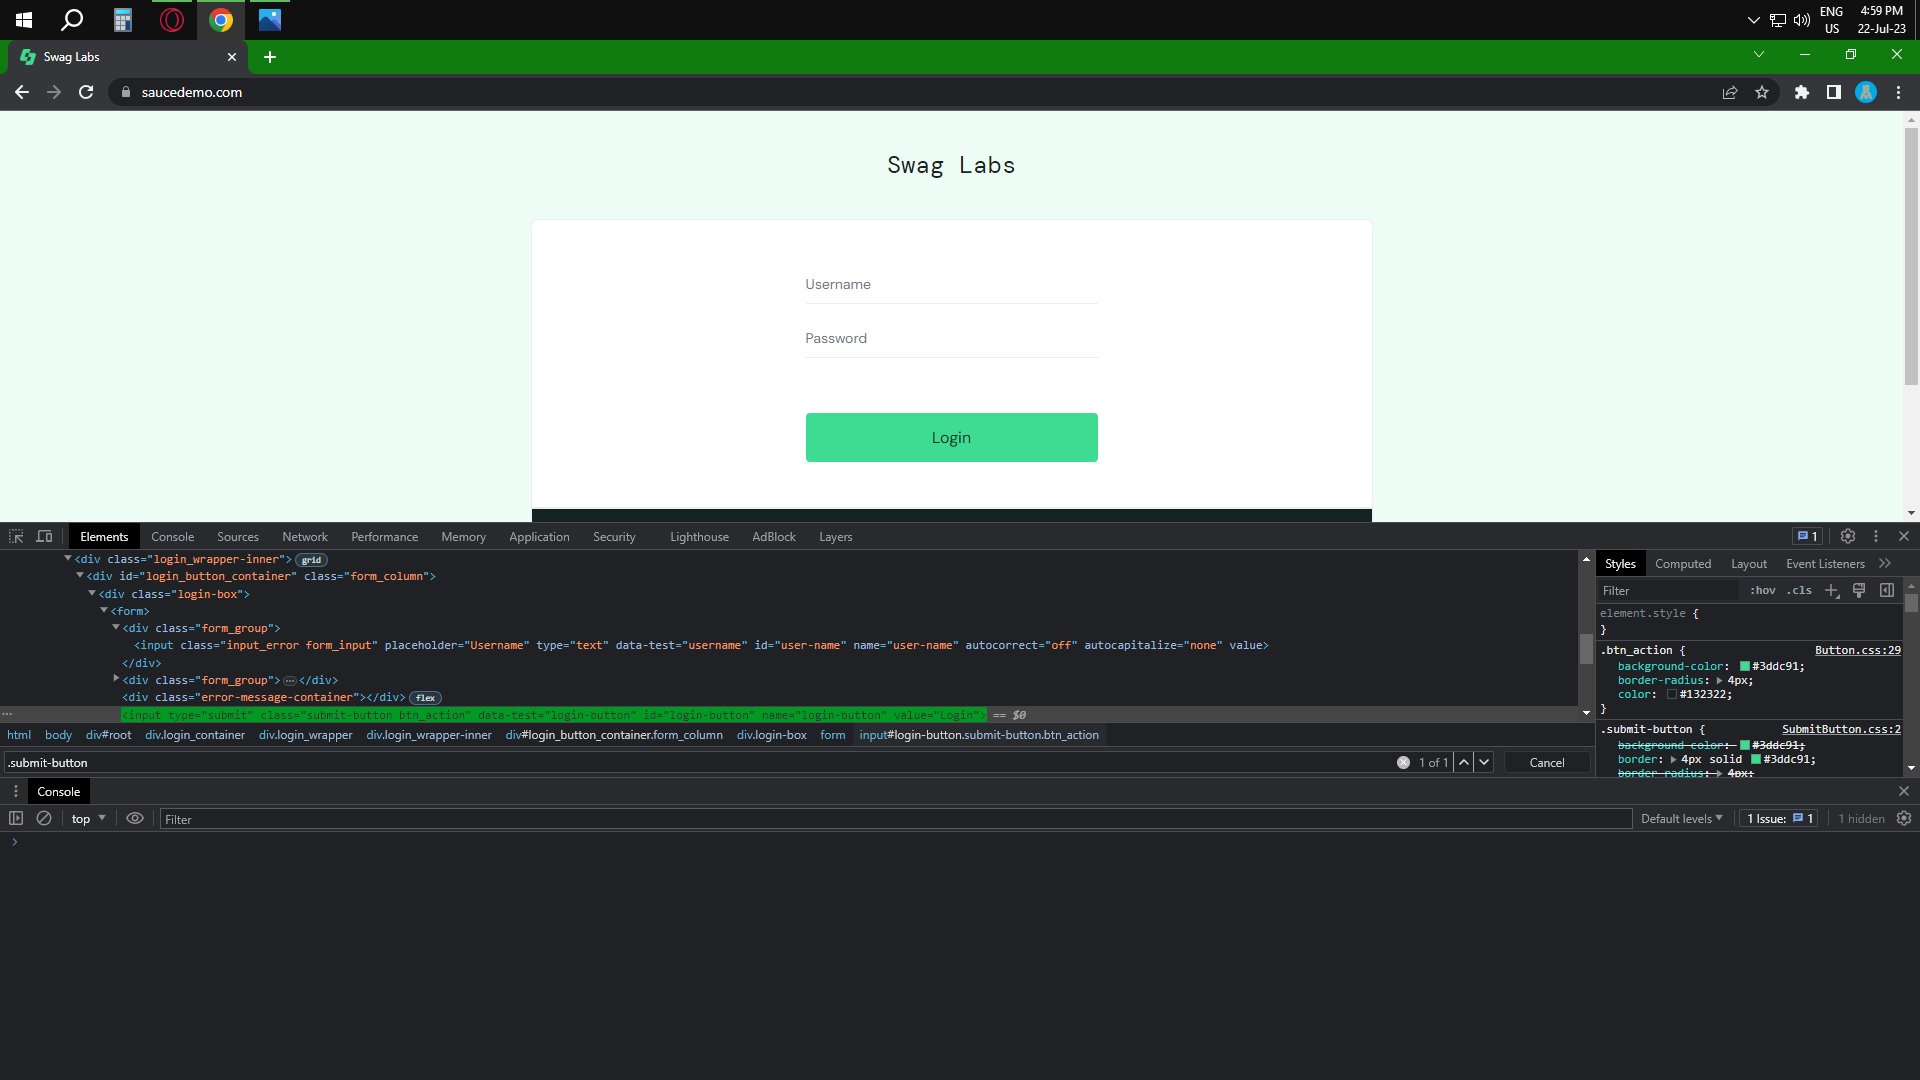 ENG
US
4:59 PM
22-Jul-23
Swag Labs
saucedemo.com
Swag Labs
Username
Password
Login
Elements Console Sources Network Performance Memory Application Security Lighthouse AdBlock Layers 1
<div class="login_wrapper-inner"> grid
<div id="login_button_container" class="form_column">
<div class="login-box">
<form>
<div class="form_group">
<input class="input_error form_input" placeholder="Username" type="text" data-test="username" id="user-name" name="user-name" autocorrect="off" autocapitalize="none" value>
</div>
<div class="form_group"> … </div>
<div class="error-message-container"></div> flex
<input type="submit" class="submit-button btn_action" data-test="login-button" id="login-button" name="login-button" value="Login"> == $0
html body div#root div.login_container div.login_wrapper div.login_wrapper-inner div#login_button_container.form_column div.login-box form input#login-button.submit-button.btn_action
.submit-button 1 of 1 Cancel
Styles Computed Layout Event Listeners
Filter :hov .cls
element.style {
}
.btn_action { Button.css:29
background-color: #3ddc91;
border-radius: 4px;
color: #132322;
}
.submit-button { SubmitButton.css:2
background-color: #3ddc91;
border: 4px solid #3ddc91;
border-radius: 4px;
Console
top Filter Default levels 1 Issue: 1 1 hidden